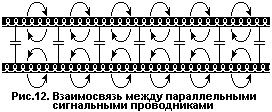 Рис.12. Взаимосвязь между параллельными
сигнальными проводниками